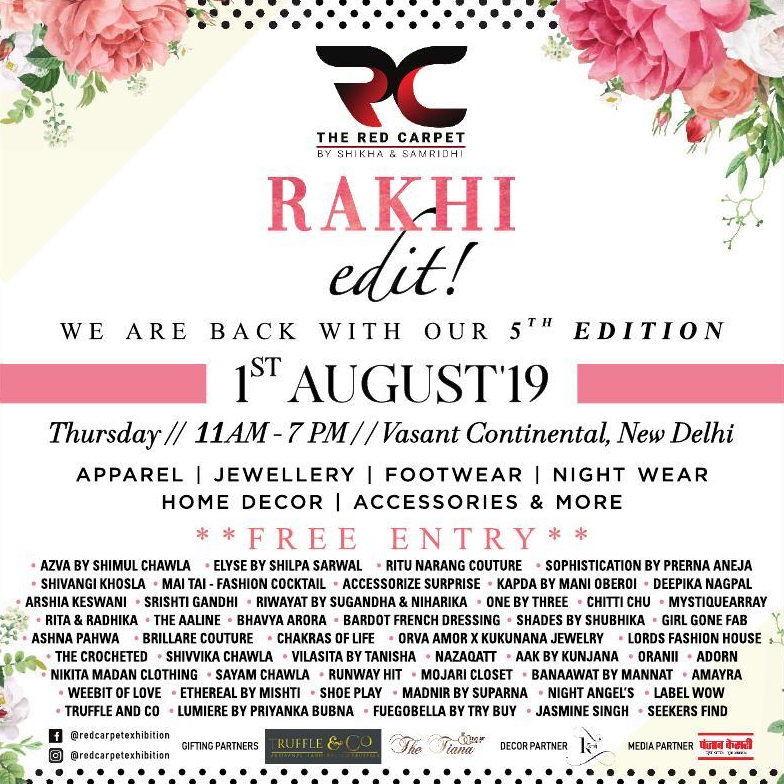 RC
THE RED CARPET
BY SHIKHA & SAMRIDHI
RAKHI
edit!
WE ARE BACK WITH OUR 5TH EDITION
1ST AUGUST'19
Thursday // 11AM - 7 PM // Vasant Continental, New Delhi
APPAREL | JEWELLERY | FOOTWEAR | NIGHT WEAR
HOME DECOR | ACCESSORIES & MORE
**FREE ENTRY**
• AZVA BY SHIMUL CHAWLA • ELYSE BY SHILPA SARWAL • RITU NARANG COUTURE • SOPHISTICATION BY PRERNA ANEJA
• SHIVANGI KHOSLA • MAI TAI - FASHION COCKTAIL • ACCESSORIZE SURPRISE • KAPDA BY MANI OBEROI • DEEPIKA NAGPAL
• ARSHIA KESWANI • SRISHTI GANDHI • RIWAYAT BY SUGANDHA & NIHARIKA • ONE BY THREE • CHITTI CHU • MYSTIQUEARRAY
• RITA & RADHIKA • THE AALINE • BHAVYA ARORA • BARDOT FRENCH DRESSING • SHADES BY SHUBHIKA • GIRL GONE FAB
• ASHNA PAHWA • BRILLARE COUTURE • CHAKRAS OF LIFE • ORVA AMOR X KUKUNANA JEWELRY • LORDS FASHION HOUSE
• THE CROCHETED • SHIVVIKA CHAWLA • VILASITA BY TANISHA • NAZAQATT • AAK BY KUNJANA • ORANII • ADORN
• NIKITA MADAN CLOTHING • SAYAM CHAWLA • RUNWAY HIT • MOJARI CLOSET • BANAAWAT BY MANNAT • AMAYRA
• WEEBIT OF LOVE • ETHEREAL BY MISHTI • SHOE PLAY • MADNIR BY SUPARNA • NIGHT ANGEL'S • LABEL WOW
• TRUFFLE AND CO • LUMIERE BY PRIYANKA BUBNA • FUEGOBELLA BY TRY BUY • JASMINE SINGH • SEEKERS FIND
@redcarpetexhibition
@redcarpetexhibition
GIFTING PARTNERS TRUFFLE & CO The Tiana DECOR PARTNER MEDIA PARTNER पंजाब केसरी